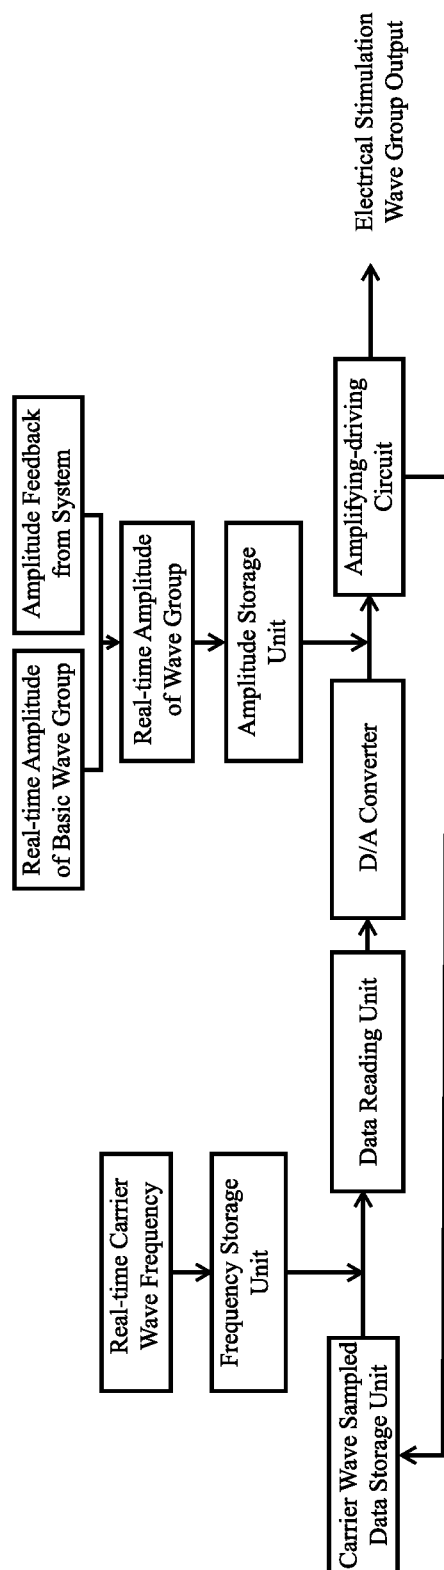 Real-time Amplitude
of Basic Wave Group
Amplitude Feedback
from System
Real-time Carrier
Wave Frequency
Real-time Amplitude
of Wave Group
Frequency Storage
Unit
Amplitude Storage
Unit
Carrier Wave Sampled
Data Storage Unit
Data Reading Unit
D/A Converter
Amplifying-driving
Circuit
Electrical Stimulation
Wave Group Output